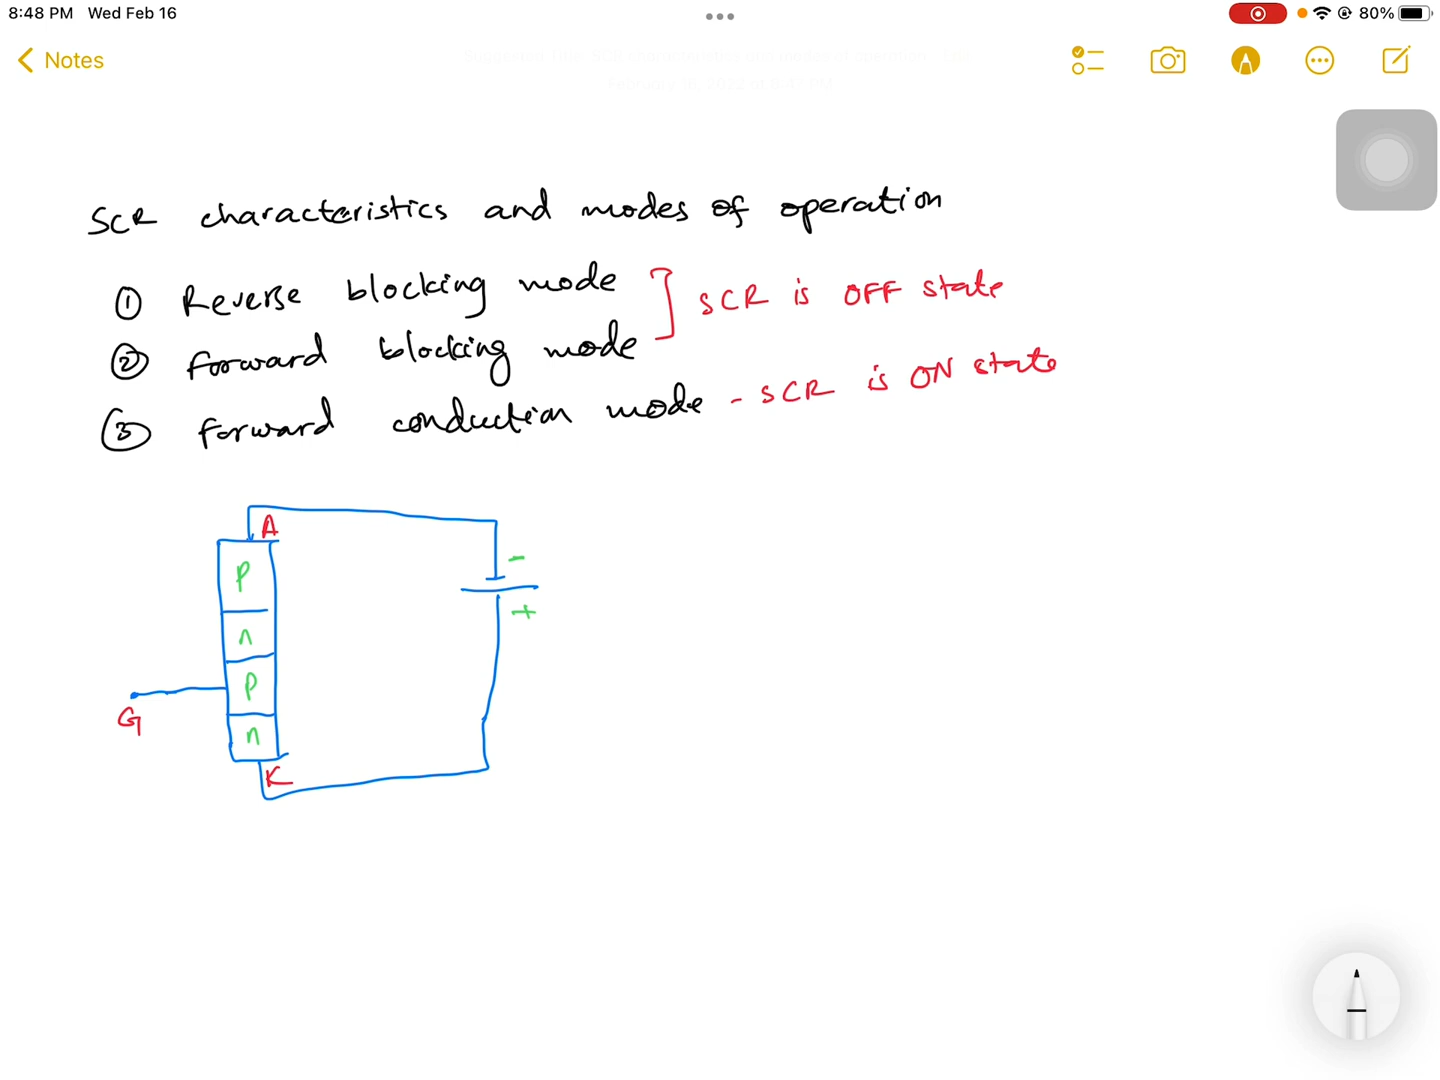 8:48 PM Wed Feb 16
80%
Notes
SCR characteristics and modes of operation
① Reverse blocking mode
SCR is OFF state
② forward blocking mode
③ forward conduction mode - SCR is ON state
A
-
P
+
n
P
G
n
K